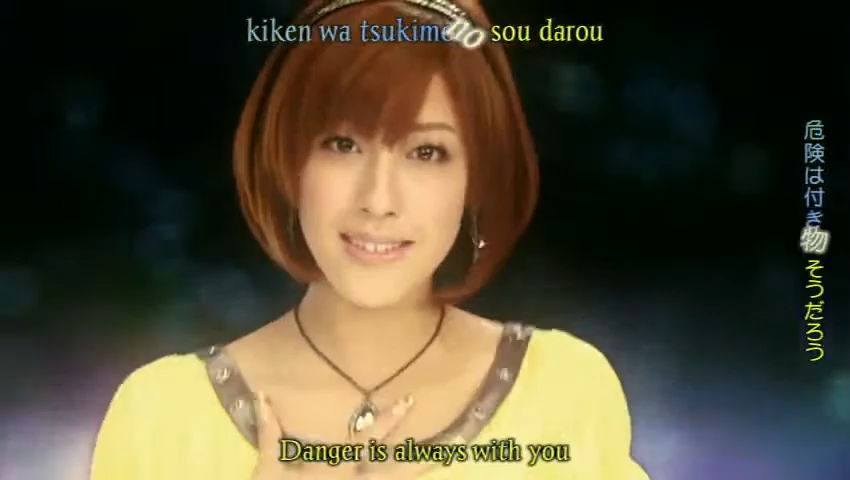 kiken wa tsukimono sou darou
危険は付き物そうだろう
Danger is always with you